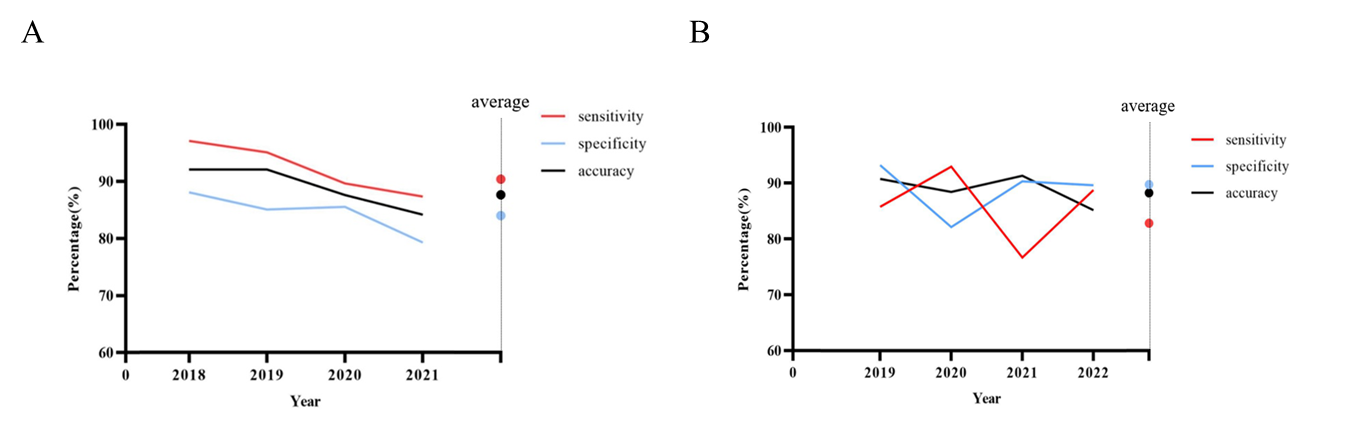 A
average
sensitivity
specificity
accuracy
100
90
80
70
60
Percentage(%)
0
2018
2019
2020
2021
Year
B
average
sensitivity
specificity
accuracy
100
90
80
70
60
Percentage(%)
0
2019
2020
2021
2022
Year